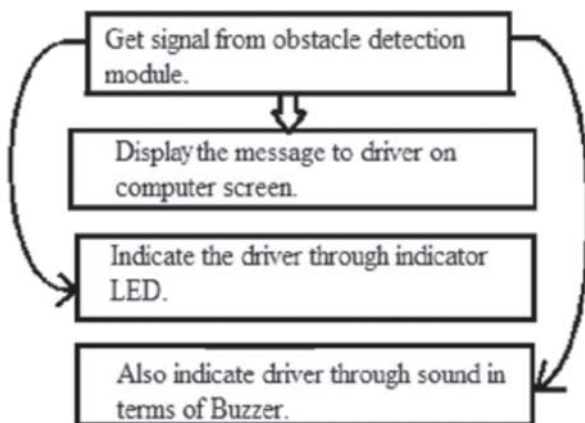 Get signal from obstacle detection
module.
Display the message to driver on
computer screen.
Indicate the driver through indicator
LED.
Also indicate driver through sound in
terms of Buzzer.